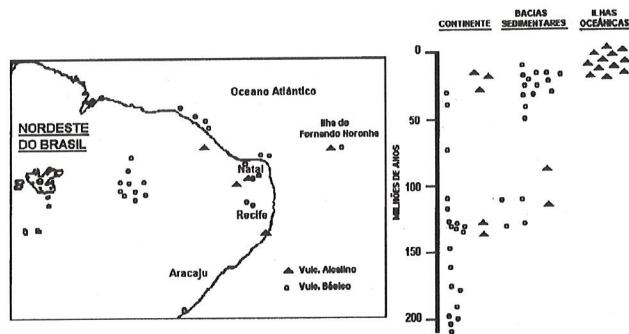 CONTINENTE
BACIAS
SEDIMENTARES
ILHAS
OCEÂNICAS
Oceano Atlántico
NORDESTE
DO BRASIL
Ilha de
Fernando Noronha
Natal
Recife
Aracaju
Vulc. Alcalino
Vulc. Básico
MILHÕES DE ANOS
0
50
100
150
200